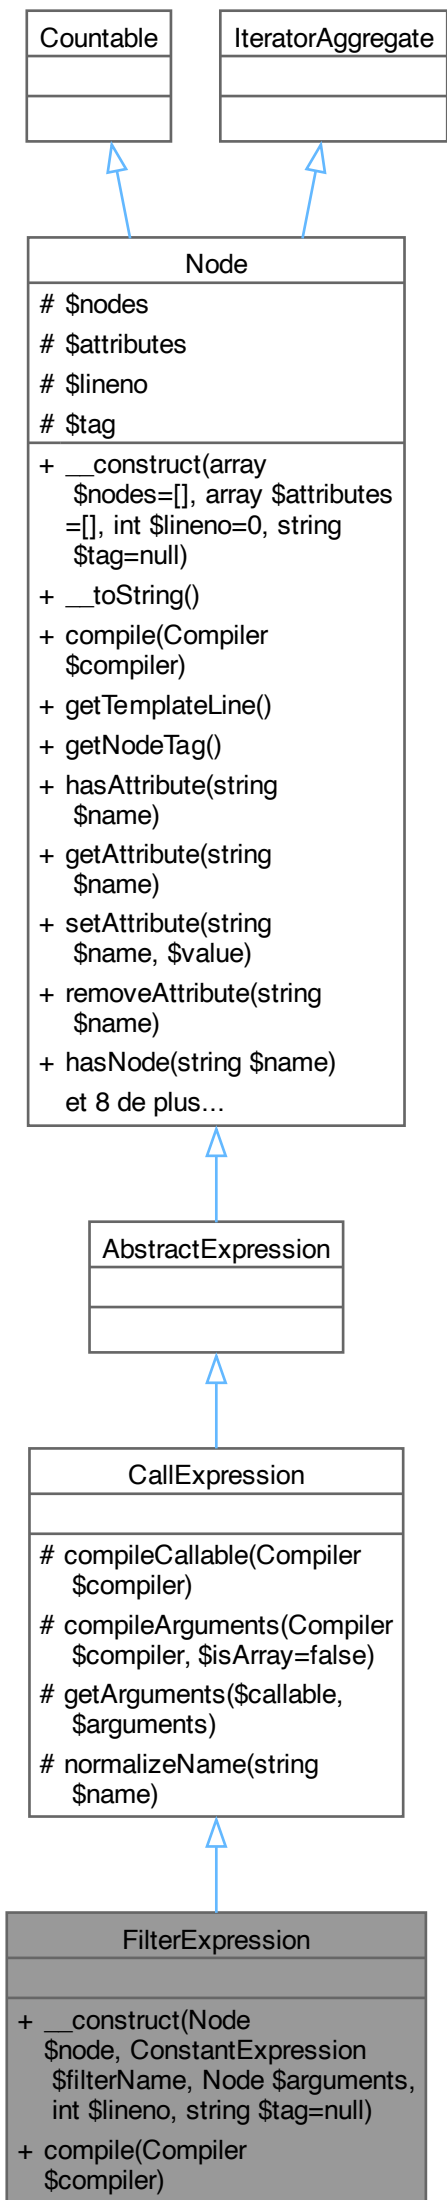 Countable
IteratorAggregate
Node
# $nodes
# $attributes
# $lineno
# $tag
+ __construct(array
$nodes=[], array $attributes
=[], int $lineno=0, string
$tag=null)
+ __toString()
+ compile(Compiler
$compiler)
+ getTemplateLine()
+ getNodeTag()
+ hasAttribute(string
$name)
+ getAttribute(string
$name)
+ setAttribute(string
$name, $value)
+ removeAttribute(string
$name)
+ hasNode(string $name)
et 8 de plus...
AbstractExpression
CallExpression
# compileCallable(Compiler
$compiler)
# compileArguments(Compiler
$compiler, $isArray=false)
# getArguments($callable,
$arguments)
# normalizeName(string
$name)
FilterExpression
+ __construct(Node
$node, ConstantExpression
$filterName, Node $arguments,
int $lineno, string $tag=null)
+ compile(Compiler
$compiler)